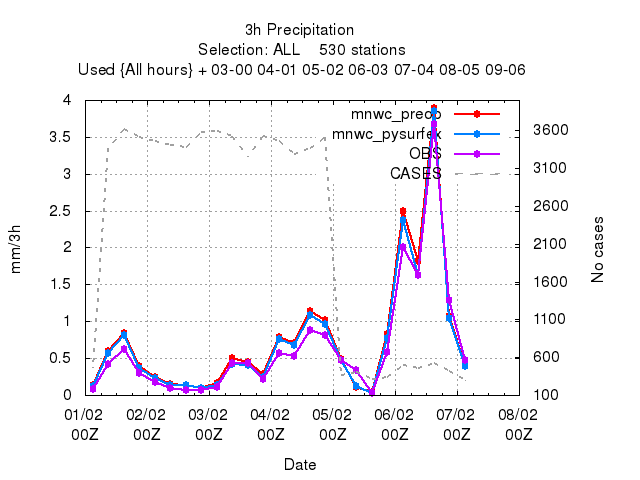 3h Precipitation
Selection: ALL    530 stations
Used {All hours} + 03-00 04-01 05-02 06-03 07-04 08-05 09-06
mnwc_precip
mnwc_pysurfex
OBS
CASES
4
3.5
3
2.5
2
1.5
1
0.5
0
3600
3100
2600
2100
1600
1100
600
100
mm/3h
No cases
01/02 02/02 03/02 04/02 05/02 06/02 07/02 08/02
00Z 00Z 00Z 00Z 00Z 00Z 00Z 00Z
Date